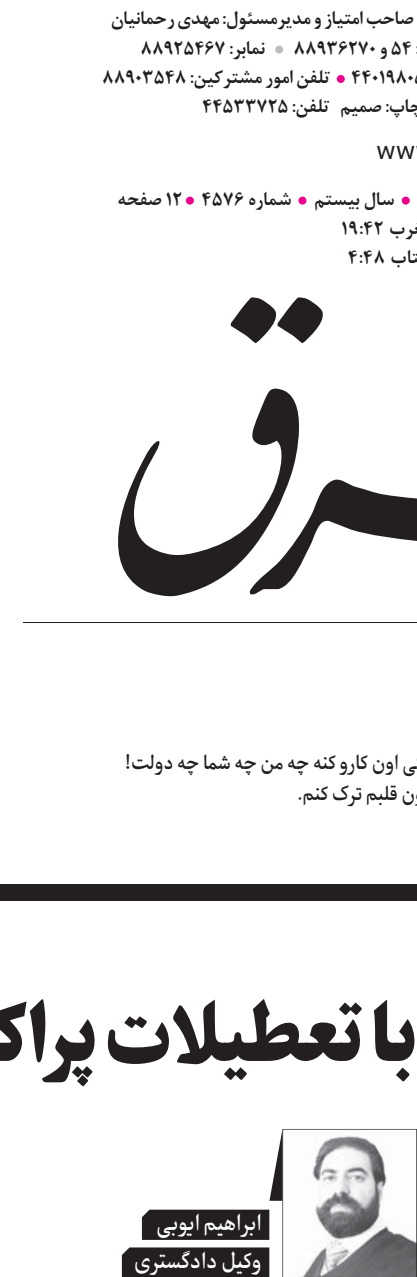 صاحب امتیاز و مدیرمسئول: مهدی رحمانیان
۵۴ و ۸۸۹۳۶۲۷۰ ● نمابر: ۸۸۹۲۵۴۶۷
● تلفن امور مشترکین: ۸۸۹۰۳۵۴۸
چاپ: صمیم تلفن: ۴۴۵۳۳۷۲۵
● سال بیستم ● شماره ۴۵۷۶ ● ۱۲ صفحه
۱۹:۴۲
۴:۴۸
اون کارو کنه چه من چه شما چه دولت!
قلبم ترک کنم.
با تعطیلات
ابراهیم ایوبی
وکیل دادگستری